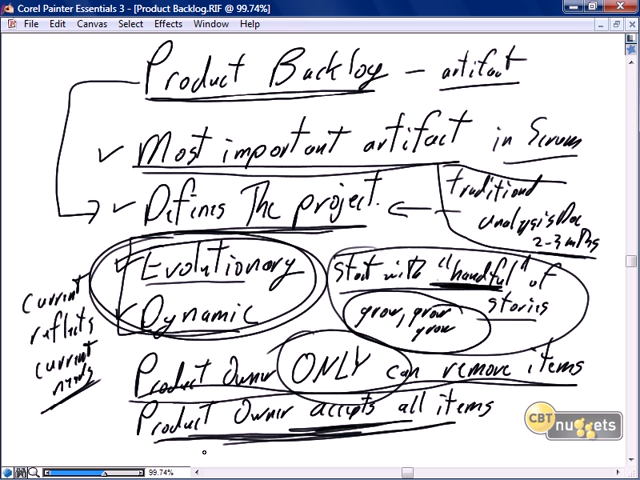 Corel Painter Essentials 3 - [Product Backlog.RIF @ 99.74%]
File Edit Canvas Select Effects Window Help
Product Backlog - artifact
✓ Most important artifact in Scrum
✓ Defines The project. ←
traditional
analysis Doc
2-3 mths
✓ Evolutionary
✓ Dynamic
start with "handful" of
stories
grow, grow
grow
Current
reflects
current
needs
Product Owner ONLY can remove items
Product Owner accepts all items
CBT
nuggets
99.74%